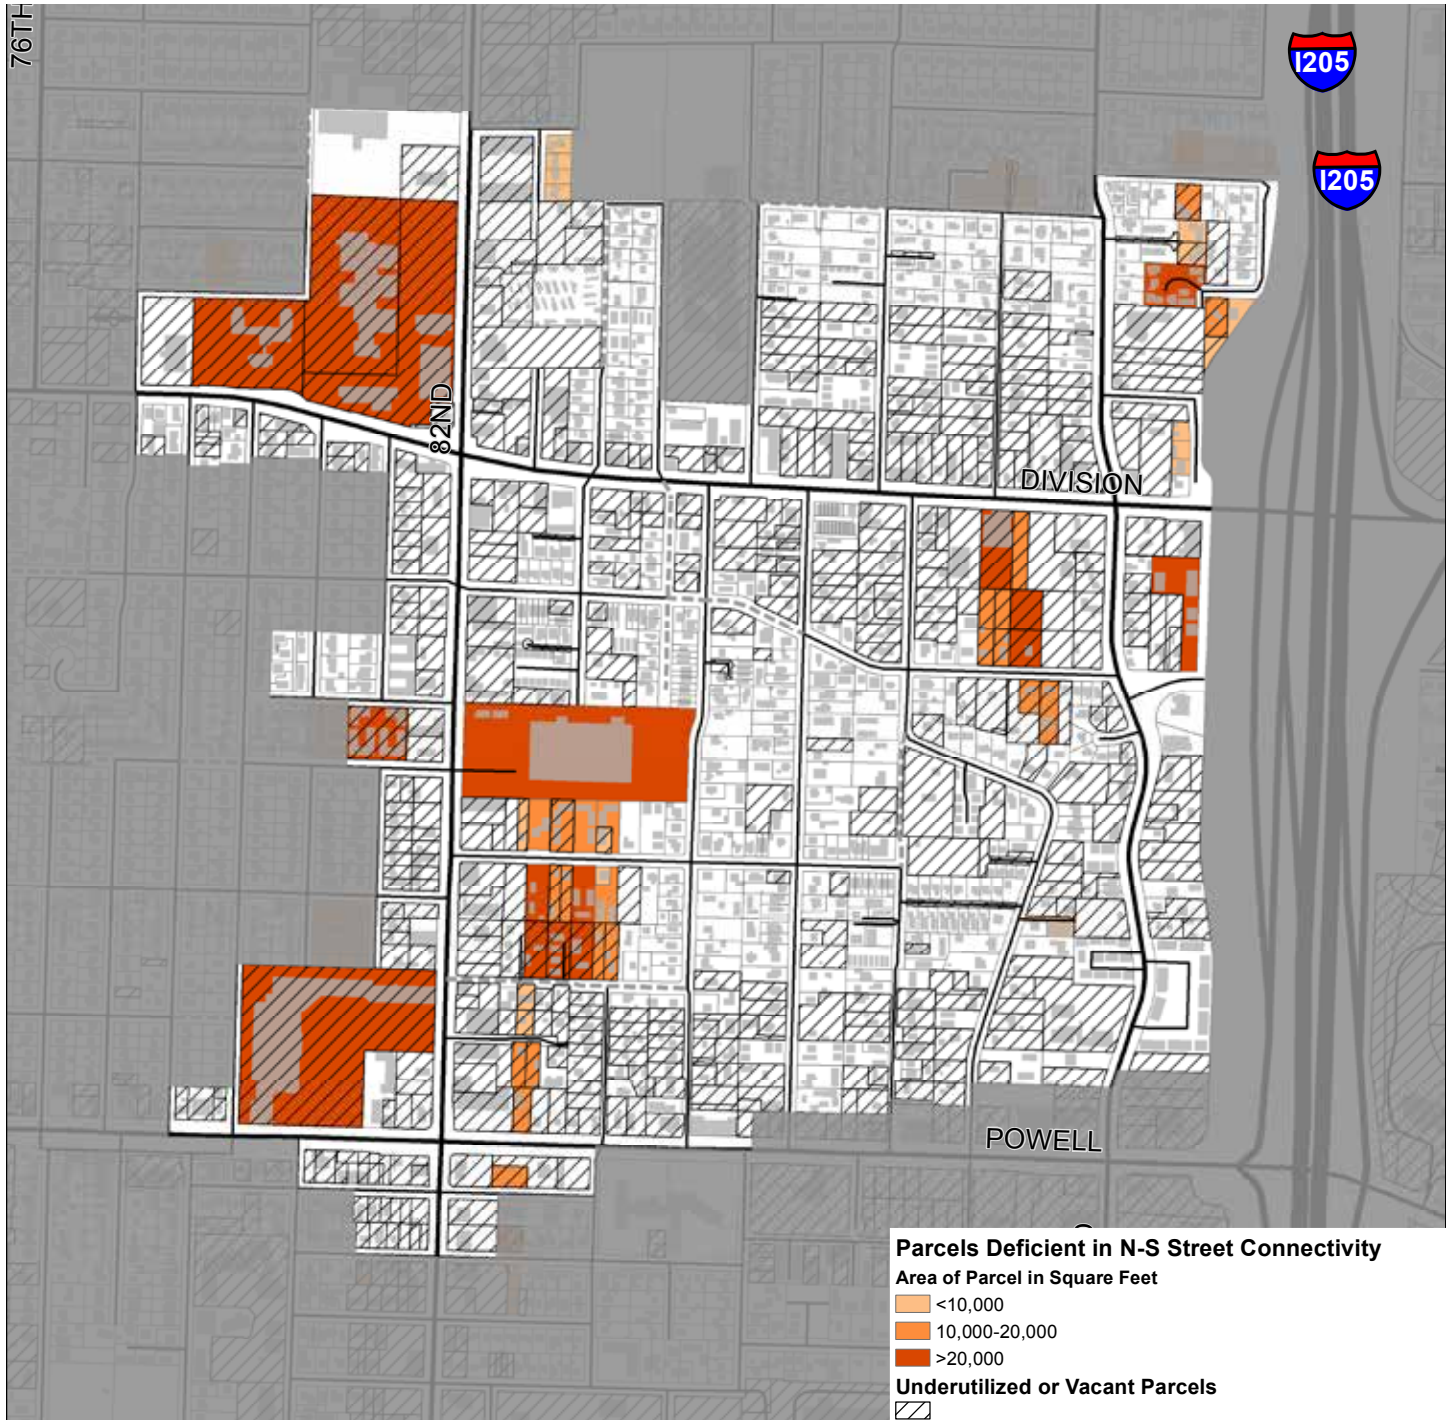 76TH
I205
I205
82ND
DIVISION
POWELL
Parcels Deficient in N-S Street Connectivity
Area of Parcel in Square Feet
<10,000
10,000-20,000
>20,000
Underutilized or Vacant Parcels